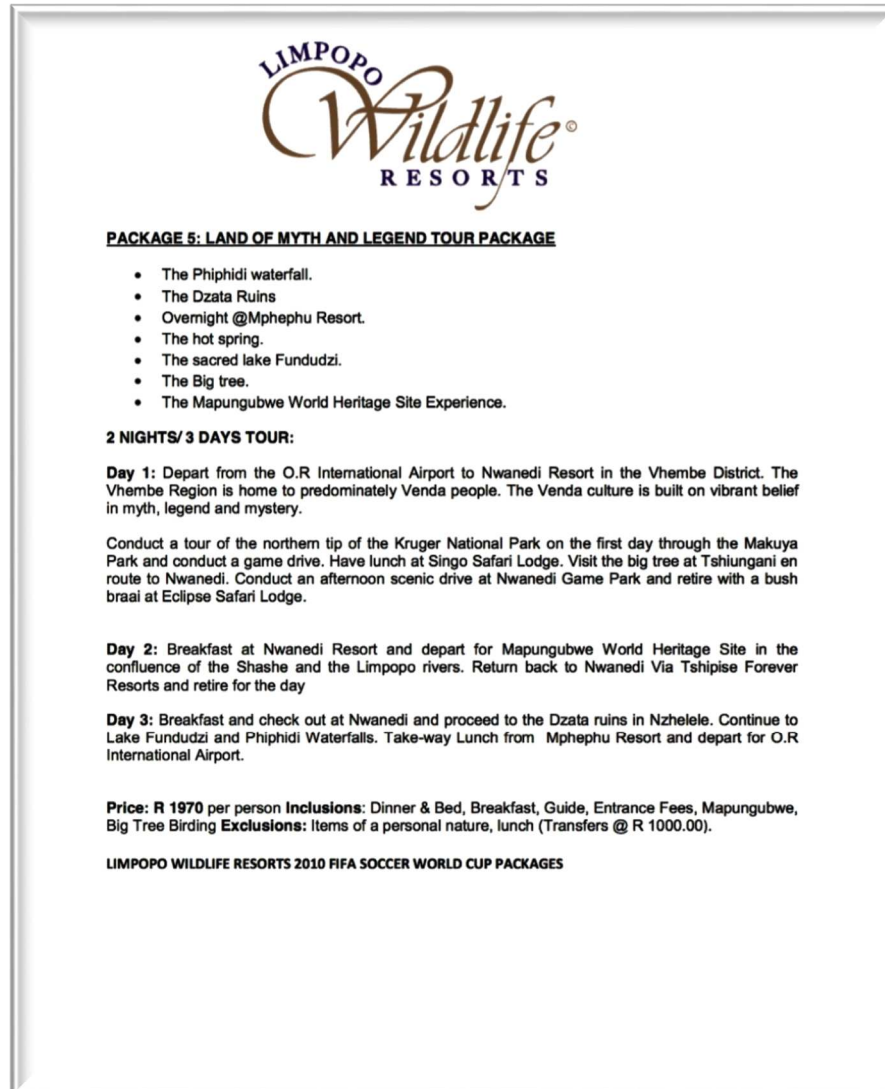 LIMPOPO
Wildlife©
RESORTS
PACKAGE 5: LAND OF MYTH AND LEGEND TOUR PACKAGE
• The Phiphidi waterfall.
• The Dzata Ruins
• Overnight @Mphephu Resort.
• The hot spring.
• The sacred lake Fundudzi.
• The Big tree.
• The Mapungubwe World Heritage Site Experience.
2 NIGHTS/ 3 DAYS TOUR:
Day 1: Depart from the O.R International Airport to Nwanedi Resort in the Vhembe District. The
Vhembe Region is home to predominately Venda people. The Venda culture is built on vibrant belief
in myth, legend and mystery.
Conduct a tour of the northern tip of the Kruger National Park on the first day through the Makuya
Park and conduct a game drive. Have lunch at Singo Safari Lodge. Visit the big tree at Tshiungani en
route to Nwanedi. Conduct an afternoon scenic drive at Nwanedi Game Park and retire with a bush
braai at Eclipse Safari Lodge.
Day 2: Breakfast at Nwanedi Resort and depart for Mapungubwe World Heritage Site in the
confluence of the Shashe and the Limpopo rivers. Return back to Nwanedi Via Tshipise Forever
Resorts and retire for the day
Day 3: Breakfast and check out at Nwanedi and proceed to the Dzata ruins in Nzhelele. Continue to
Lake Fundudzi and Phiphidi Waterfalls. Take-way Lunch from Mphephu Resort and depart for O.R
International Airport.
Price: R 1970 per person Inclusions: Dinner & Bed, Breakfast, Guide, Entrance Fees, Mapungubwe,
Big Tree Birding Exclusions: Items of a personal nature, lunch (Transfers @ R 1000.00).
LIMPOPO WILDLIFE RESORTS 2010 FIFA SOCCER WORLD CUP PACKAGES